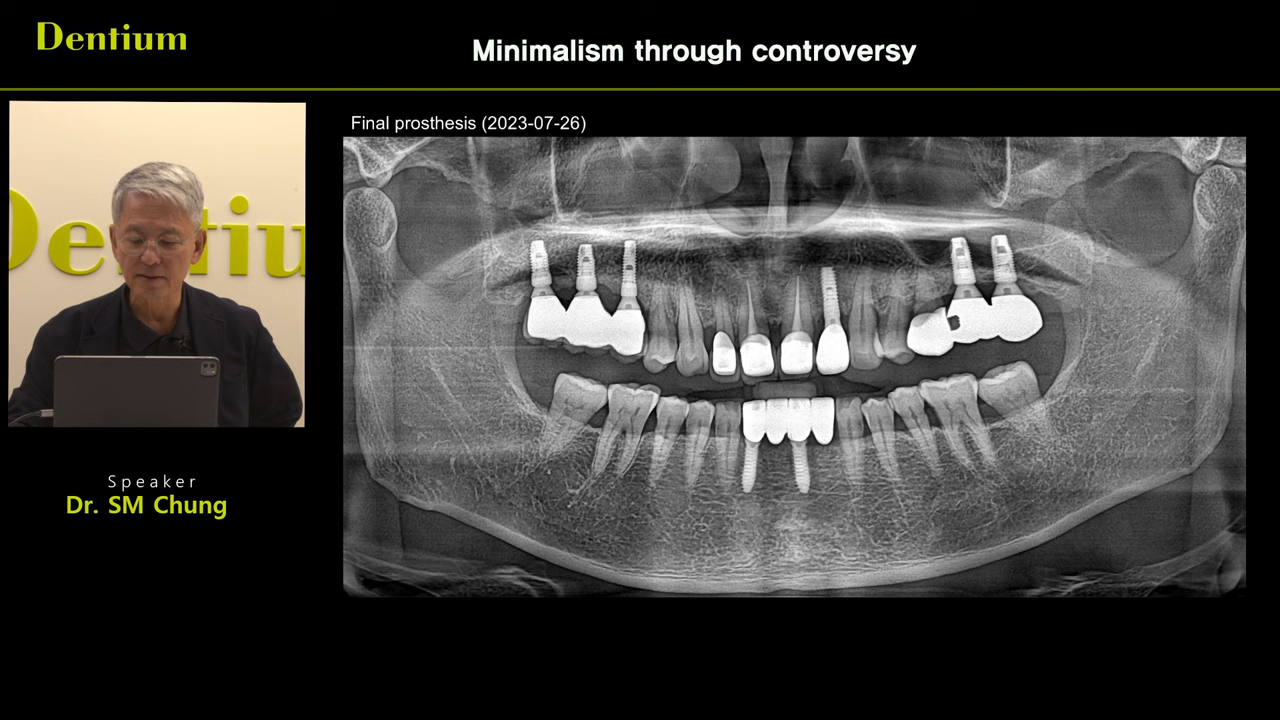 Dentium
Minimalism through controversy
Final prosthesis (2023-07-26)
Dentiu
Speaker
Dr. SM Chung